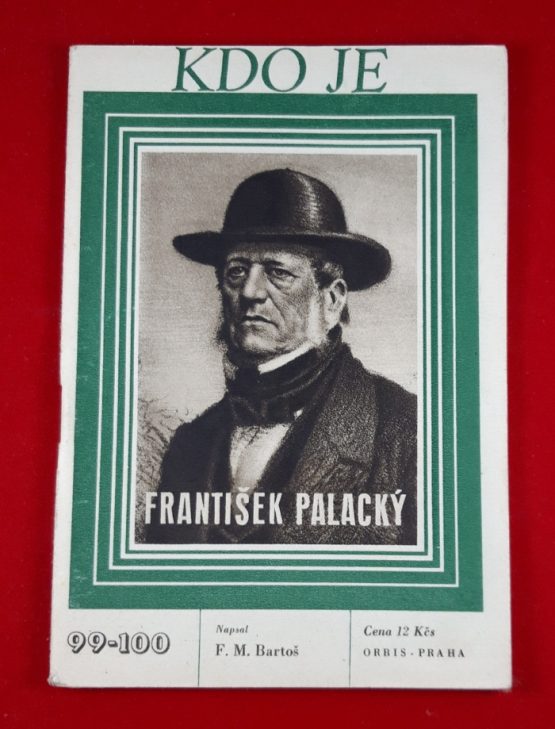 KDO JE
FRANTIŠEK PALACKÝ
99-100
Napsal
F. M. Bartoš
Cena 12 Kčs
ORBIS - PRAHA